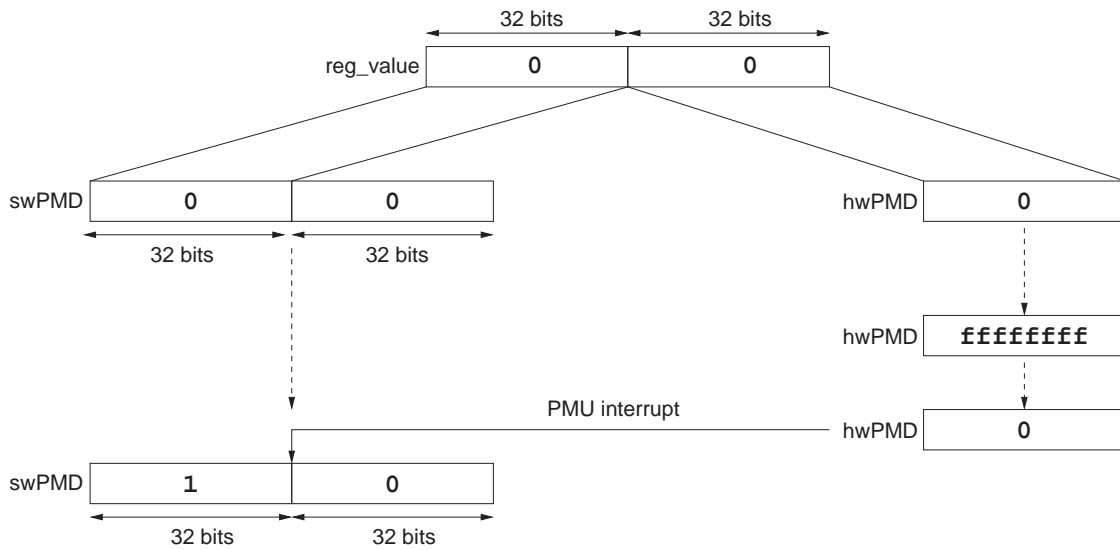 32 bits 32 bits
reg_value 0 0
swPMD 0 0 hwPMD 0
32 bits 32 bits
hwPMD ffffffff
PMU interrupt
hwPMD 0
swPMD 1 0
32 bits 32 bits